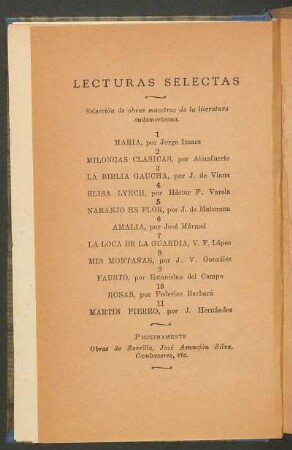 LECTURAS SELECTAS
Selección de obras maestras de la literatura
sudamericana.
1
MARIA, por Jorge Isaacs
2
MILONGAS CLASICAS, por Almafuerte
3
LA BIBLIA GAUCHA, por J. de Viana
4
ELISA LYNCH, por Héctor F. Varela
5
NARANJO EN FLOR, por J. de Maturana
6
AMALIA, por José Mármol
7
LA LOCA DE LA GUARDIA, V. F. López
8
MIS MONTAÑAS, por J. V. González
9
FAUSTO, por Estanislao del Campo
10
ROSAS, por Federico Barbará
11
MARTIN FIERRO, por J. Hernández
PROXIMAMENTE
Obras de Zorrilla, José Asunción Silva,
Cambaceres, etc.